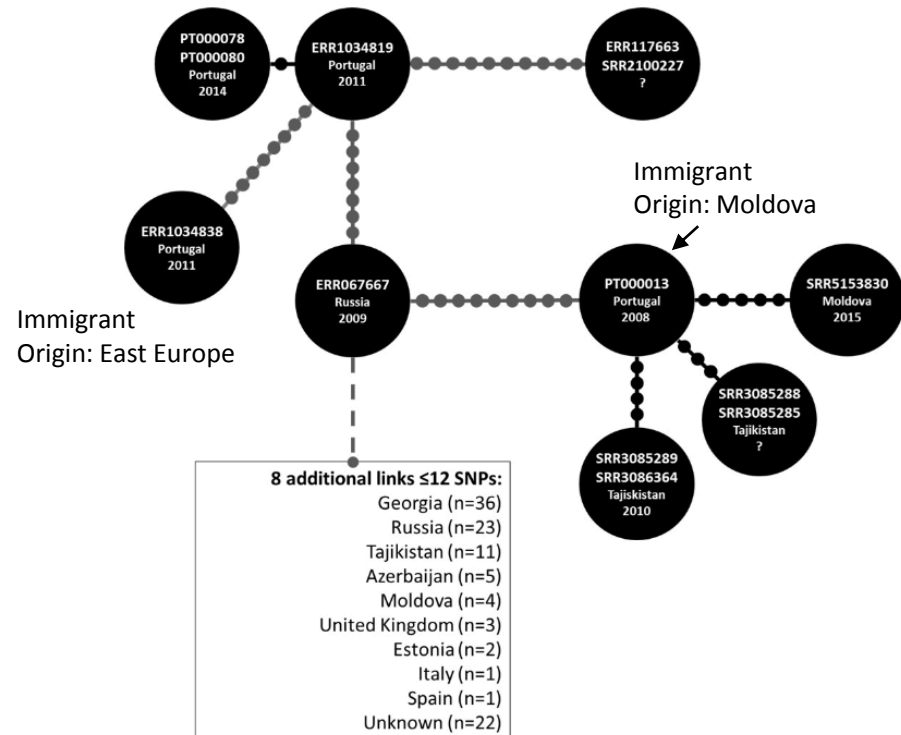 PT000078
PT000080
Portugal
2014
ERR1034819
Portugal
2011
ERR117663
SRR2100227
?
Immigrant
Origin: Moldova
ERR1034838
Portugal
2011
Immigrant
Origin: East Europe
ERR067667
Russia
2009
PT000013
Portugal
2008
SRR5153830
Moldova
2015
SRR3085288
SRR3085285
Tajikistan
?
SRR3085289
SRR3086364
Tajiskistan
2010
8 additional links ≤12 SNPs:
Georgia (n=36)
Russia (n=23)
Tajikistan (n=11)
Azerbaijan (n=5)
Moldova (n=4)
United Kingdom (n=3)
Estonia (n=2)
Italy (n=1)
Spain (n=1)
Unknown (n=22)